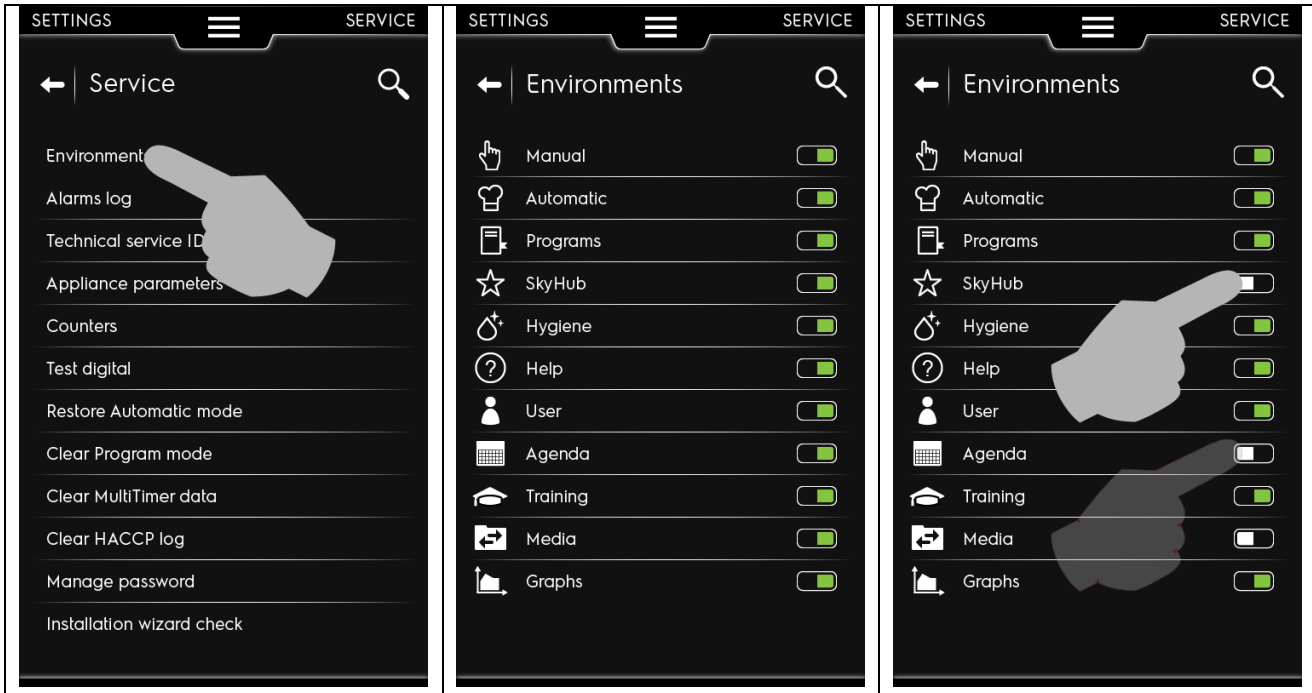 SETTINGS SERVICE
Service
Environment
Alarms log
Technical service ID
Appliance parameters
Counters
Test digital
Restore Automatic mode
Clear Program mode
Clear MultiTimer data
Clear HACCP log
Manage password
Installation wizard check
SETTINGS SERVICE
Environments
Manual
Automatic
Programs
SkyHub
Hygiene
? Help
User
Agenda
Training
Media
Graphs
SETTINGS SERVICE
Environments
Manual
Automatic
Programs
SkyHub
Hygiene
? Help
User
Agenda
Training
Media
Graphs